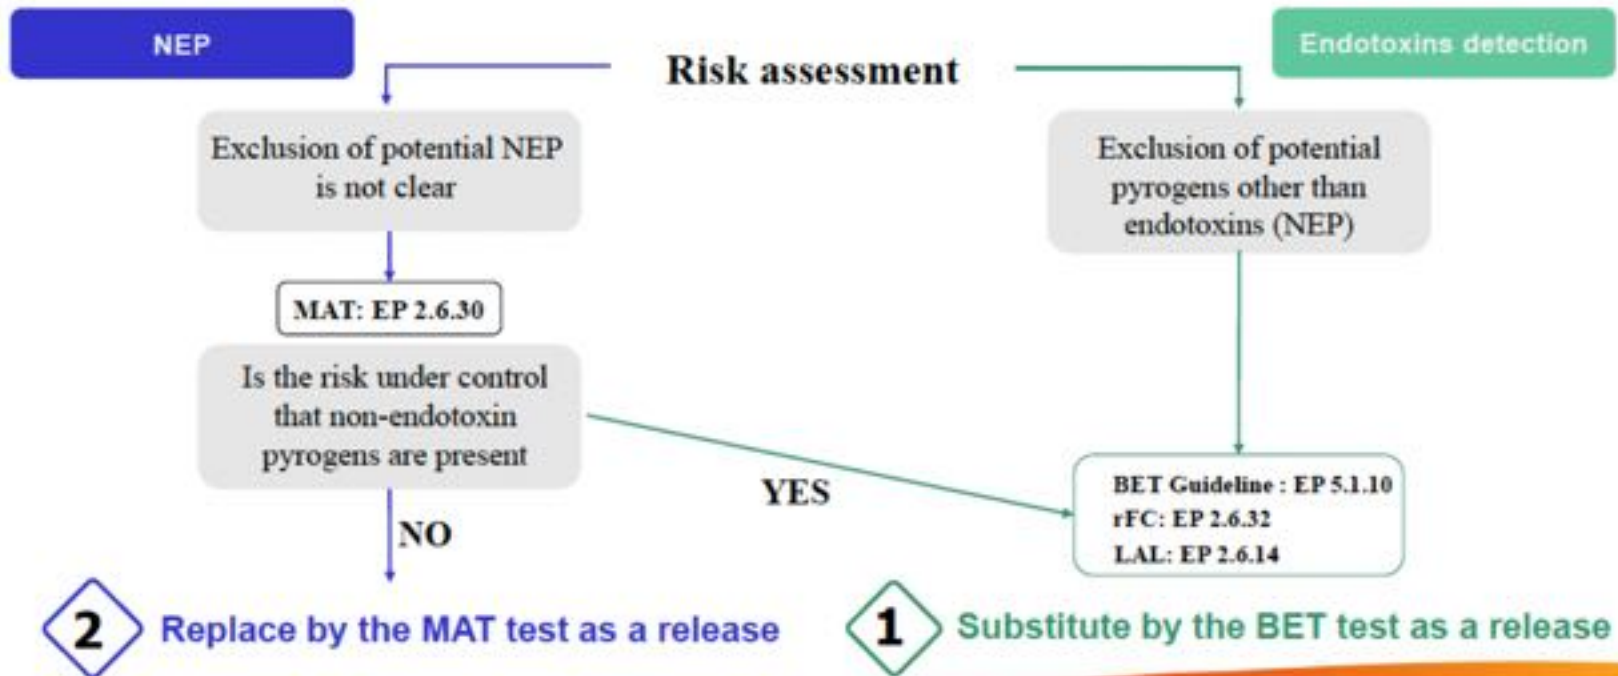 NEP
Risk assessment
Endotoxins detection
Exclusion of potential NEP
is not clear
Exclusion of potential
pyrogens other than
endotoxins (NEP)
MAT: EP 2.6.30
Is the risk under control
that non-endotoxin
pyrogens are present
YES
NO
BET Guideline : EP 5.1.10
rFC: EP 2.6.32
LAL: EP 2.6.14
2 Replace by the MAT test as a release
1 Substitute by the BET test as a release